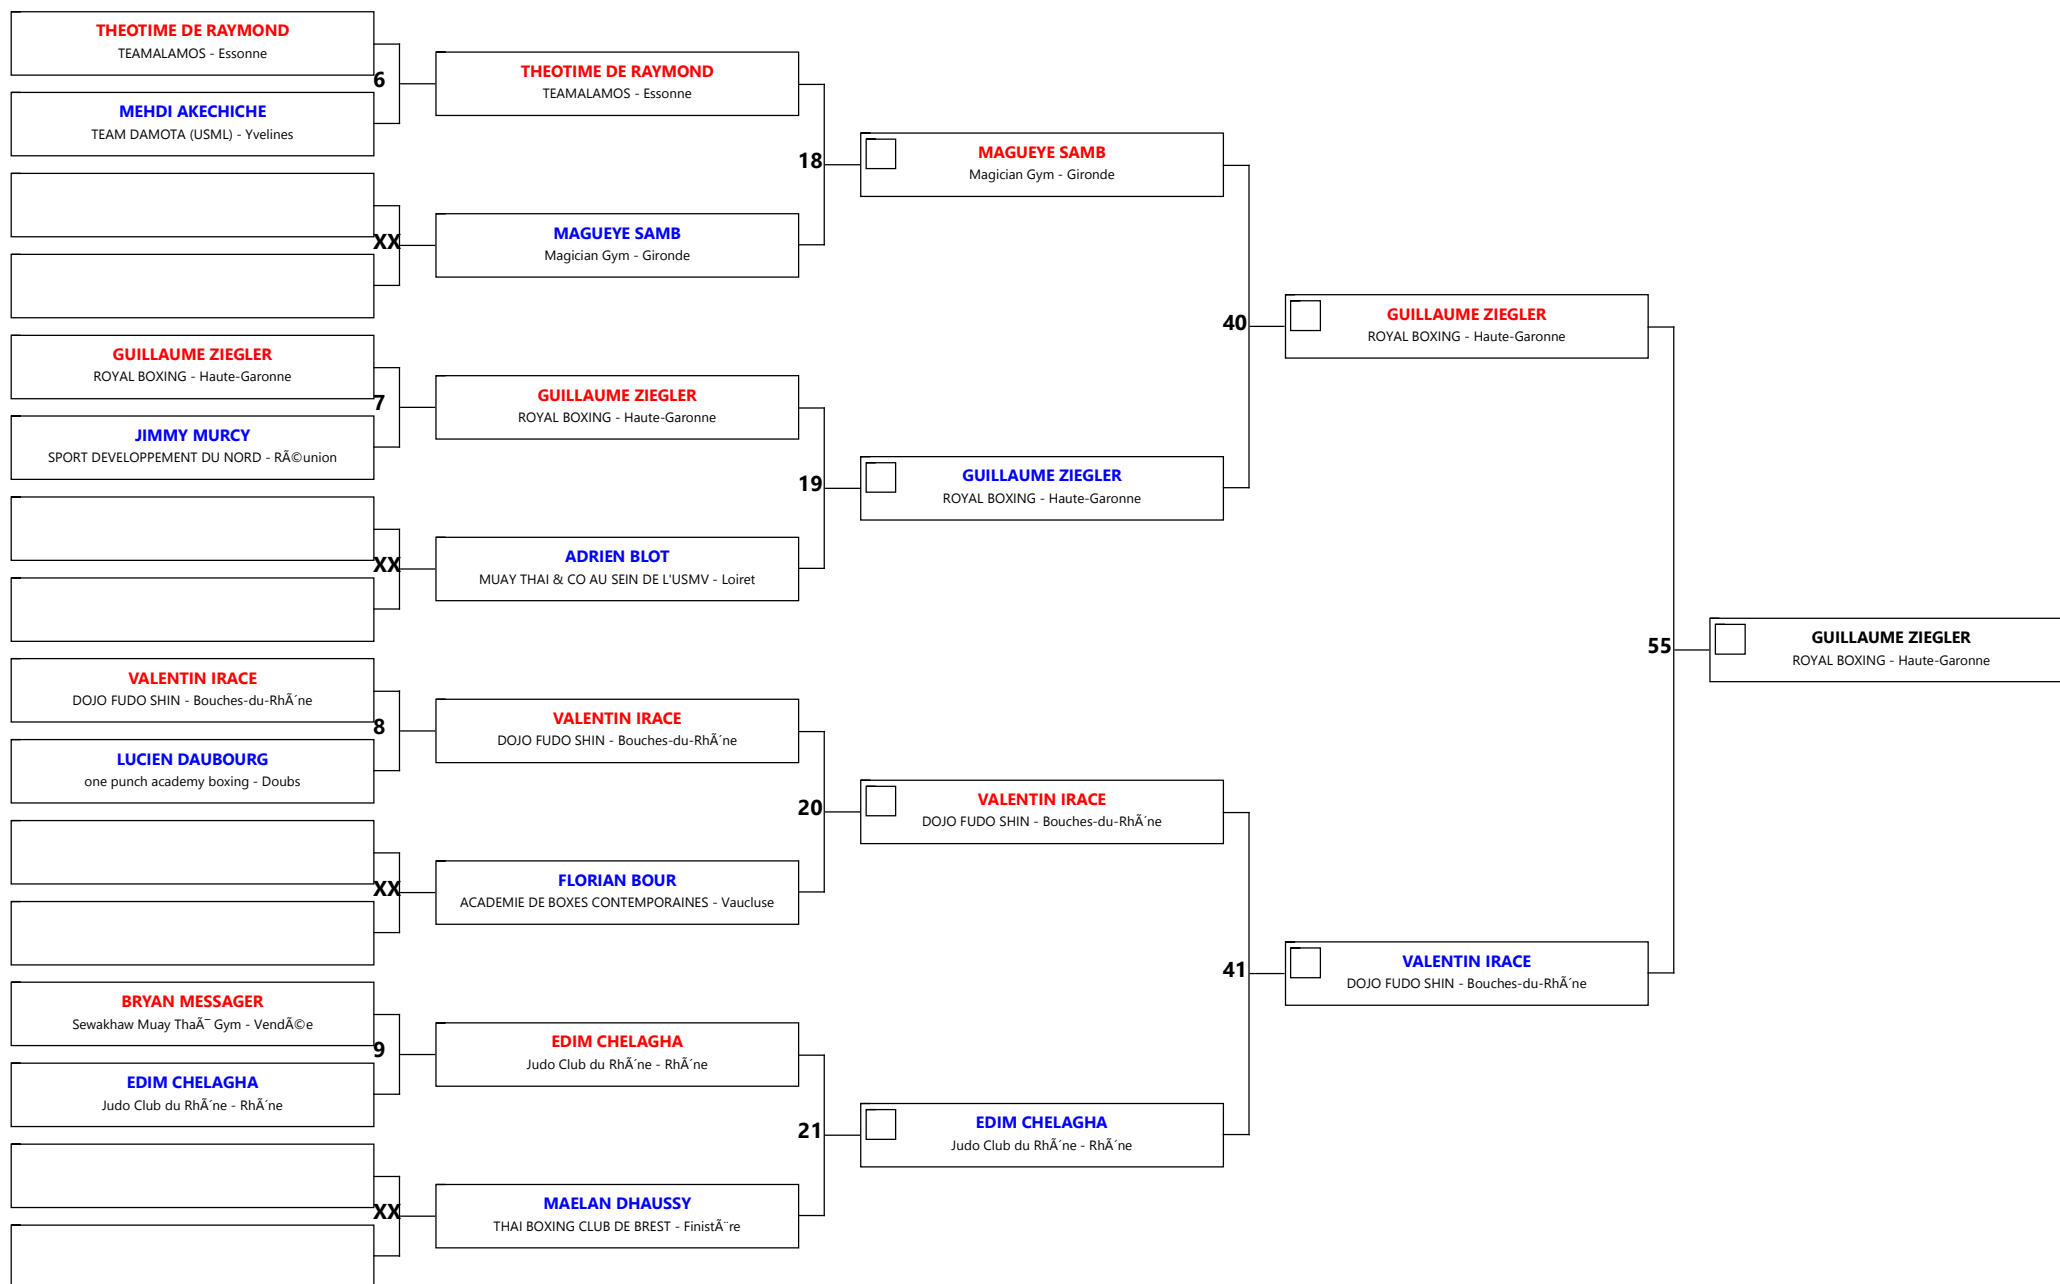 THEOTIME DE RAYMOND
TEAMALAMOS - Essonne
6
MEHDI AKECHICHE
TEAM DAMOTA (USML) - Yvelines
XX
GUILLAUME ZIEGLER
ROYAL BOXING - Haute-Garonne
7
JIMMY MURCY
SPORT DEVELOPPEMENT DU NORD - RÃ©union
XX
VALENTIN IRACE
DOJO FUDO SHIN - Bouches-du-RhÃ´ne
8
LUCIEN DAUBOURG
one punch academy boxing - Doubs
XX
BRYAN MESSAGER
Sewakhaw Muay ThaÃ¯ Gym - VendÃ©e
9
EDIM CHELAGHA
Judo Club du RhÃ´ne - RhÃ´ne
XX
THEOTIME DE RAYMOND
TEAMALAMOS - Essonne
18
MAGUEYE SAMB
Magician Gym - Gironde
GUILLAUME ZIEGLER
ROYAL BOXING - Haute-Garonne
19
ADRIEN BLOT
MUAY THAI & CO AU SEIN DE L'USMV - Loiret
VALENTIN IRACE
DOJO FUDO SHIN - Bouches-du-RhÃ´ne
20
FLORIAN BOUR
ACADEMIE DE BOXES CONTEMPORAINES - Vaucluse
EDIM CHELAGHA
Judo Club du RhÃ´ne - RhÃ´ne
21
MAELAN DHAUSSY
THAI BOXING CLUB DE BREST - FinistÃ¨re
MAGUEYE SAMB
Magician Gym - Gironde
40
GUILLAUME ZIEGLER
ROYAL BOXING - Haute-Garonne
VALENTIN IRACE
DOJO FUDO SHIN - Bouches-du-RhÃ´ne
41
EDIM CHELAGHA
Judo Club du RhÃ´ne - RhÃ´ne
GUILLAUME ZIEGLER
ROYAL BOXING - Haute-Garonne
55
VALENTIN IRACE
DOJO FUDO SHIN - Bouches-du-RhÃ´ne
GUILLAUME ZIEGLER
ROYAL BOXING - Haute-Garonne